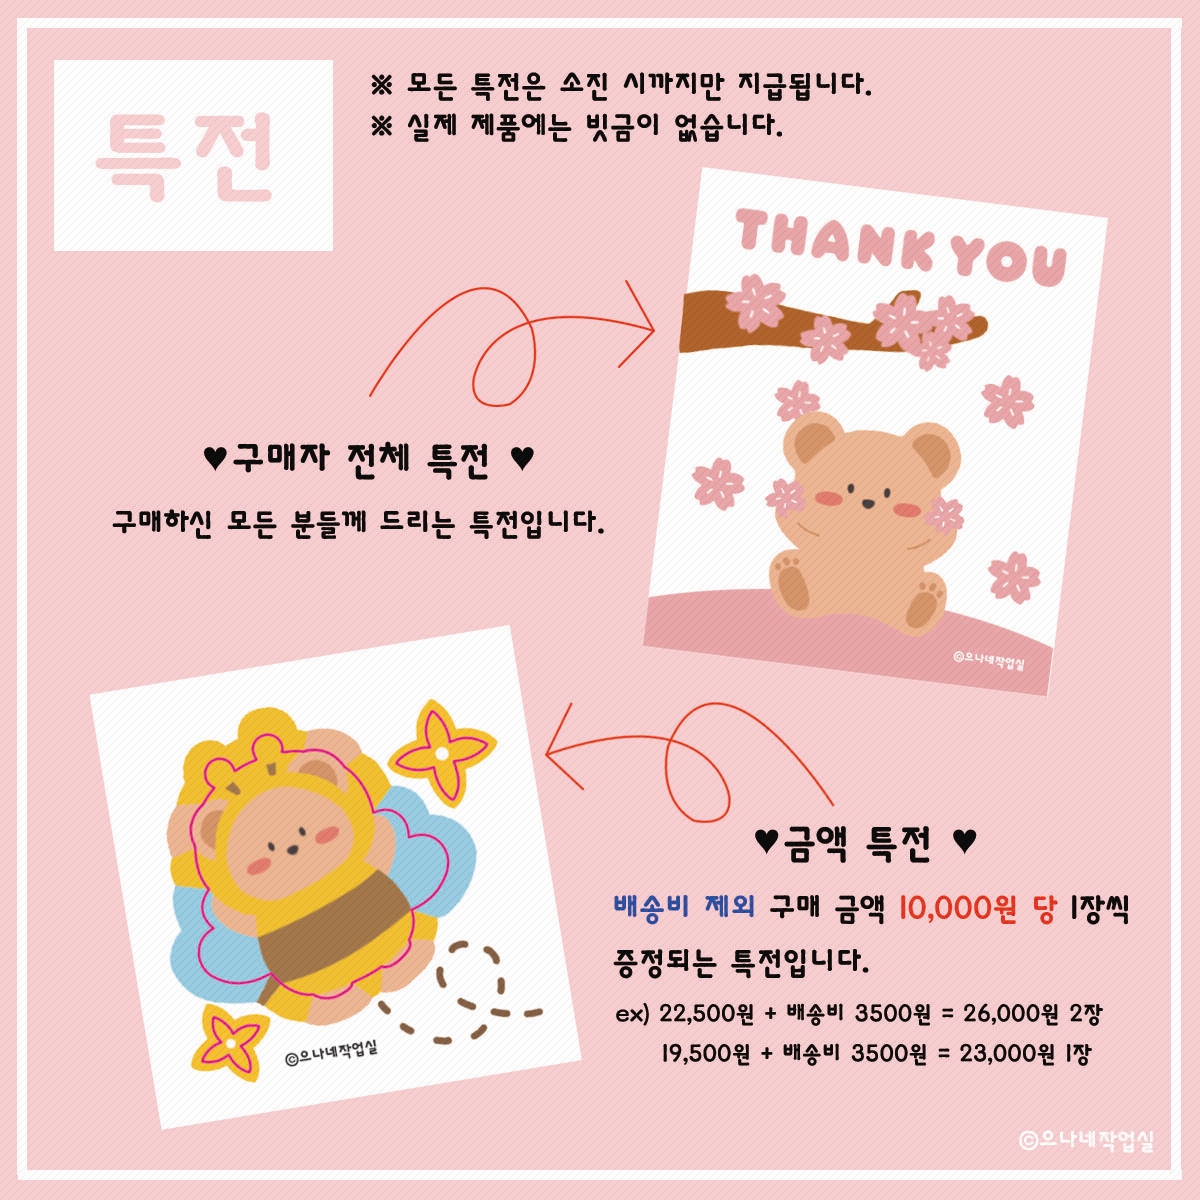 특전
※ 모든 특전은 소진 시까지만 지급됩니다.
※ 실제 제품에는 빗금이 없습니다.
THANK YOU
♥구매자 전체 특전 ♥
구매하신 모든 분들께 드리는 특전입니다.
©으나네작업실
♥금액 특전 ♥
배송비 제외 구매 금액 10,000원 당 1장씩
증정되는 특전입니다.
ex) 22,500원 + 배송비 3500원 = 26,000원 2장
19,500원 + 배송비 3500원 = 23,000원 1장
©으나네작업실
©으나네작업실